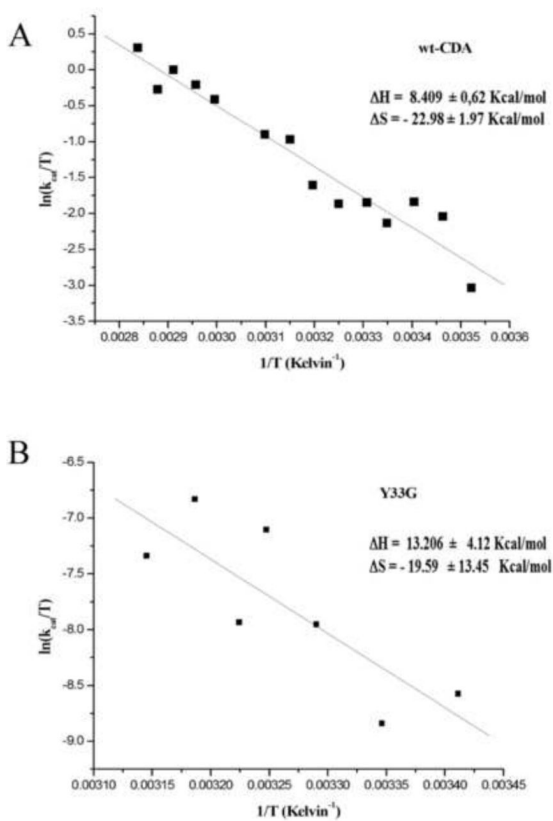 A
wt-CDA
ΔH = 8.409 ± 0,62 Kcal/mol
ΔS = - 22.98 ± 1.97 Kcal/mol
ln(kcat/T)
0.0
-0.5
-1.0
-1.5
-2.0
-2.5
-3.0
-3.5
0.0028 0.0029 0.0030 0.0031 0.0032 0.0033 0.0034 0.0035 0.0036
1/T (Kelvin⁻¹)
B
Y33G
ΔH = 13.206 ± 4.12 Kcal/mol
ΔS = - 19.59 ± 13.45 Kcal/mol
ln(kcat/T)
-6.5
-7.0
-7.5
-8.0
-8.5
-9.0
0.00310 0.00315 0.00320 0.00325 0.00330 0.00335 0.00340 0.00345
1/T (Kelvin⁻¹)